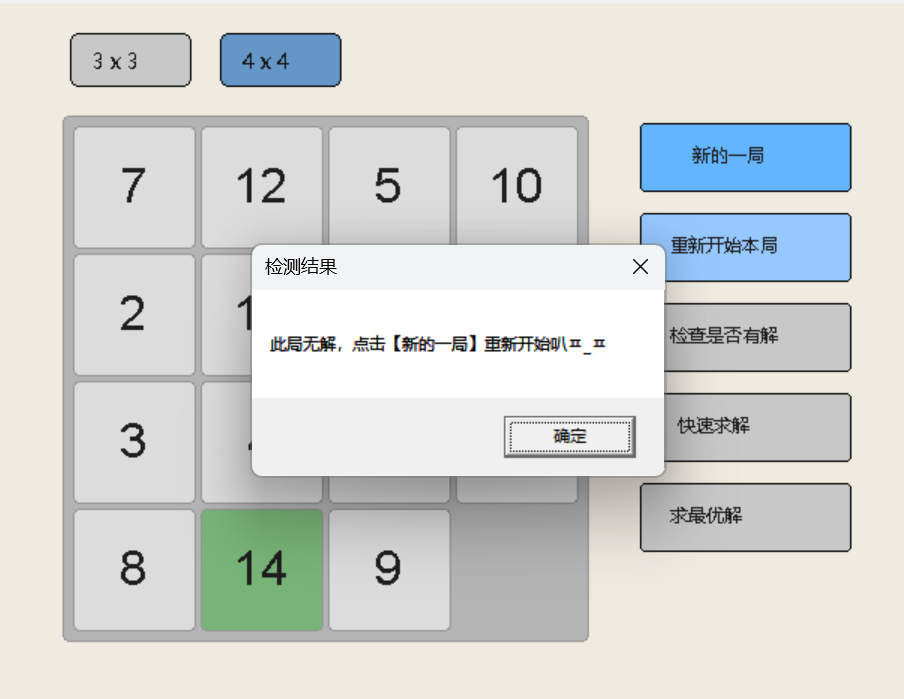 3 x 3
4 x 4
7 12 5 10
新的一局
重新开始本局
检测结果
2
检查是否有解
此局无解，点击【新的一局】重新开始叭ㅍ_ㅍ
3
快速求解
确定
求最优解
8 14 9